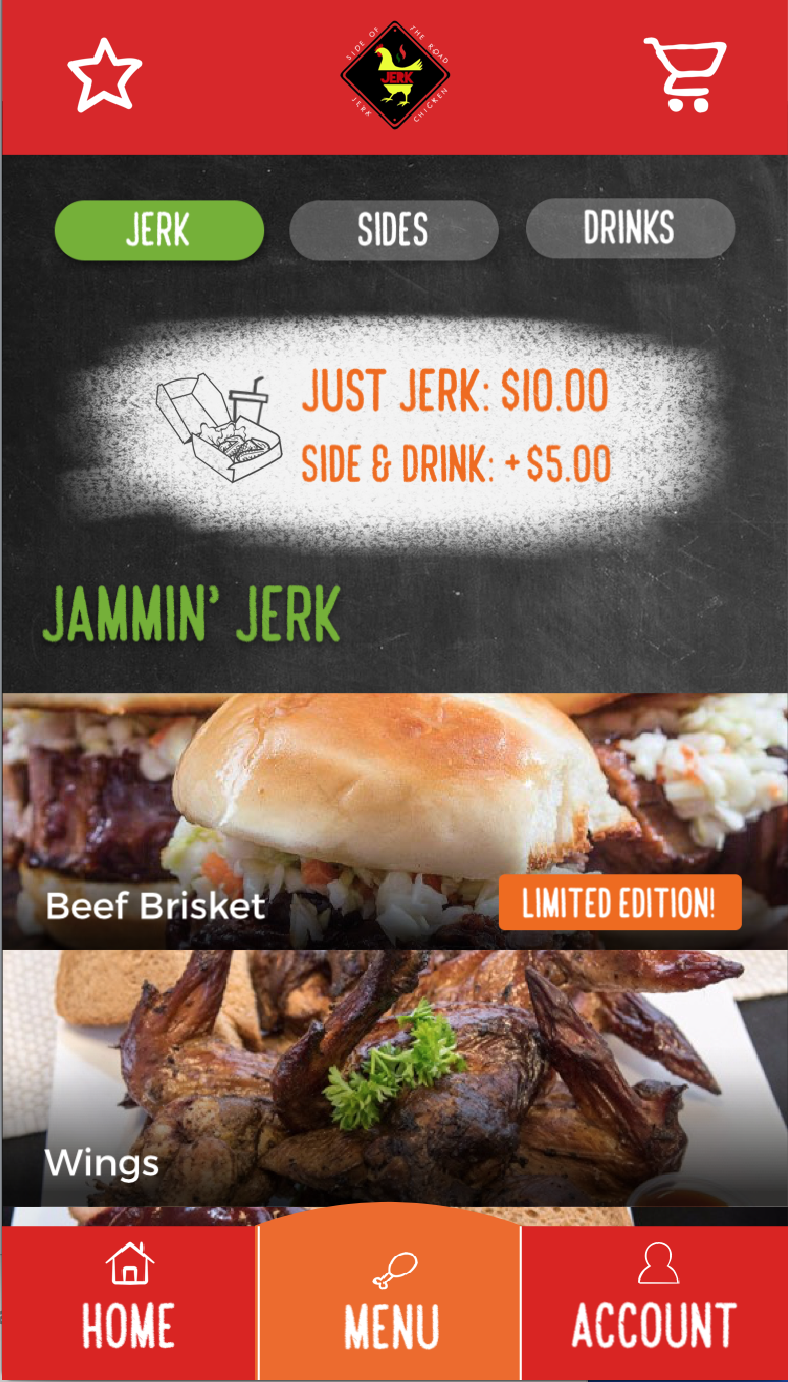 SIDE OF THE ROAD
JERK
JERK CHICKEN
JERK SIDES DRINKS
JUST JERK: $10.00
SIDE & DRINK: +$5.00
JAMMIN' JERK
Beef Brisket LIMITED EDITION!
Wings
HOME MENU ACCOUNT